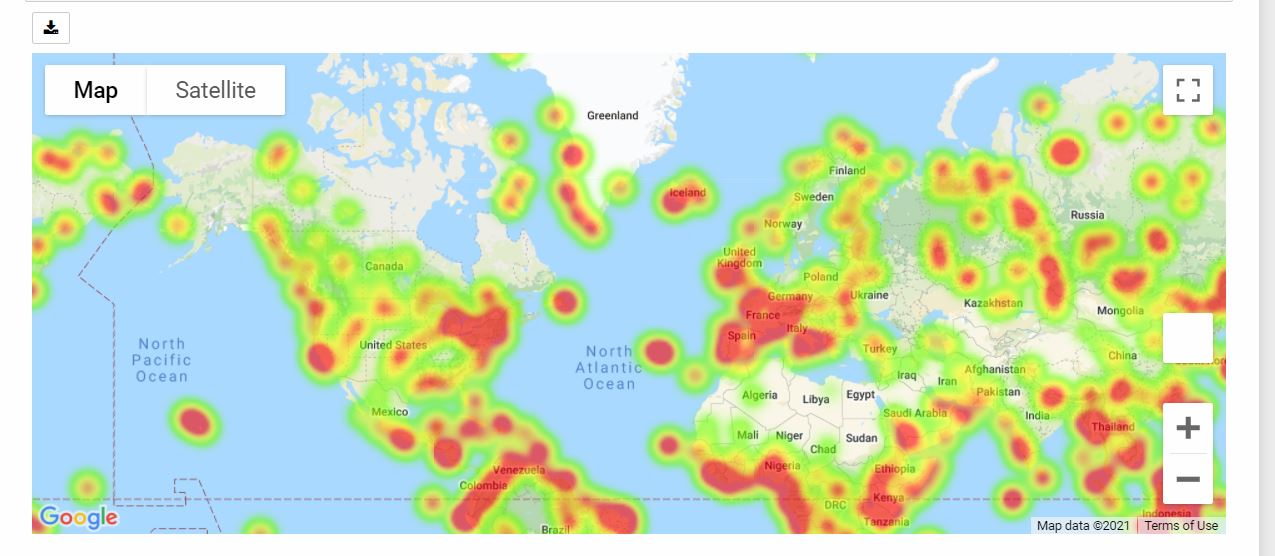 Map
Satellite
Greenland
Iceland
Finland
Sweden
Norway
Russia
United
Kingdom
Canada
Poland
Germany
Ukraine
Kazakhstan
Mongolia
France
Spain
Italy
North
Pacific
Ocean
United States
North
Atlantic
Ocean
Turkey
China
Iraq
Iran
Afghanistan
Pakistan
Algeria
Libya
Egypt
Mexico
Saudi Arabia
India
Thailand
Mali
Niger
Sudan
Chad
Venezuela
Nigeria
Ethiopia
Colombia
Kenya
DRC
Brazil
Tanzania
Indonesia
Google
Map data ©2021
Terms of Use